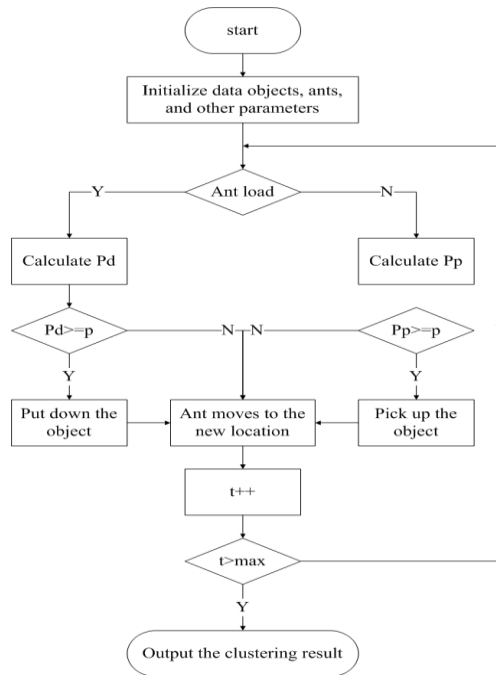 start
Initialize data objects, ants,
and other parameters
Ant load
Y
N
Calculate Pd
Calculate Pp
Pd>=p
N
N
Pp>=p
Y
Y
Put down the
object
Ant moves to the
new location
Pick up the
object
t++
t>max
Y
Output the clustering result